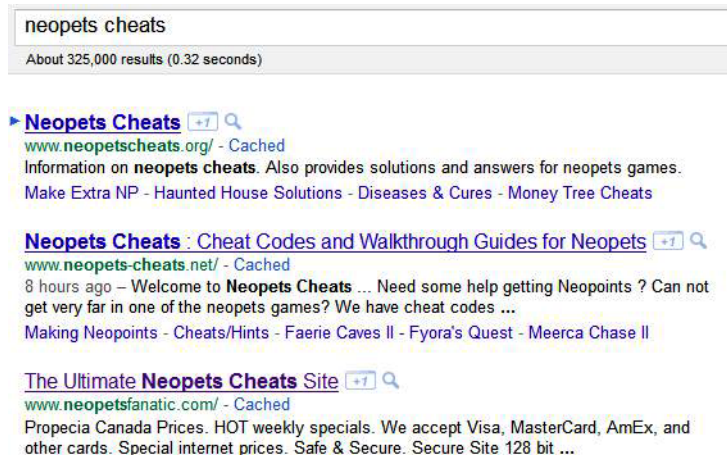 neopets cheats
About 325,000 results (0.32 seconds)
Neopets Cheats +1
www.neopetscheats.org/ - Cached
Information on neopets cheats. Also provides solutions and answers for neopets games.
Make Extra NP - Haunted House Solutions - Diseases & Cures - Money Tree Cheats
Neopets Cheats : Cheat Codes and Walkthrough Guides for Neopets +1
www.neopets-cheats.net/ - Cached
8 hours ago – Welcome to Neopets Cheats ... Need some help getting Neopoints ? Can not
get very far in one of the neopets games? We have cheat codes ...
Making Neopoints - Cheats/Hints - Faerie Caves II - Fyora's Quest - Meerca Chase II
The Ultimate Neopets Cheats Site +1
www.neopetsfanatic.com/ - Cached
Propecia Canada Prices. HOT weekly specials. We accept Visa, MasterCard, AmEx, and
other cards. Special internet prices. Safe & Secure. Secure Site 128 bit ...